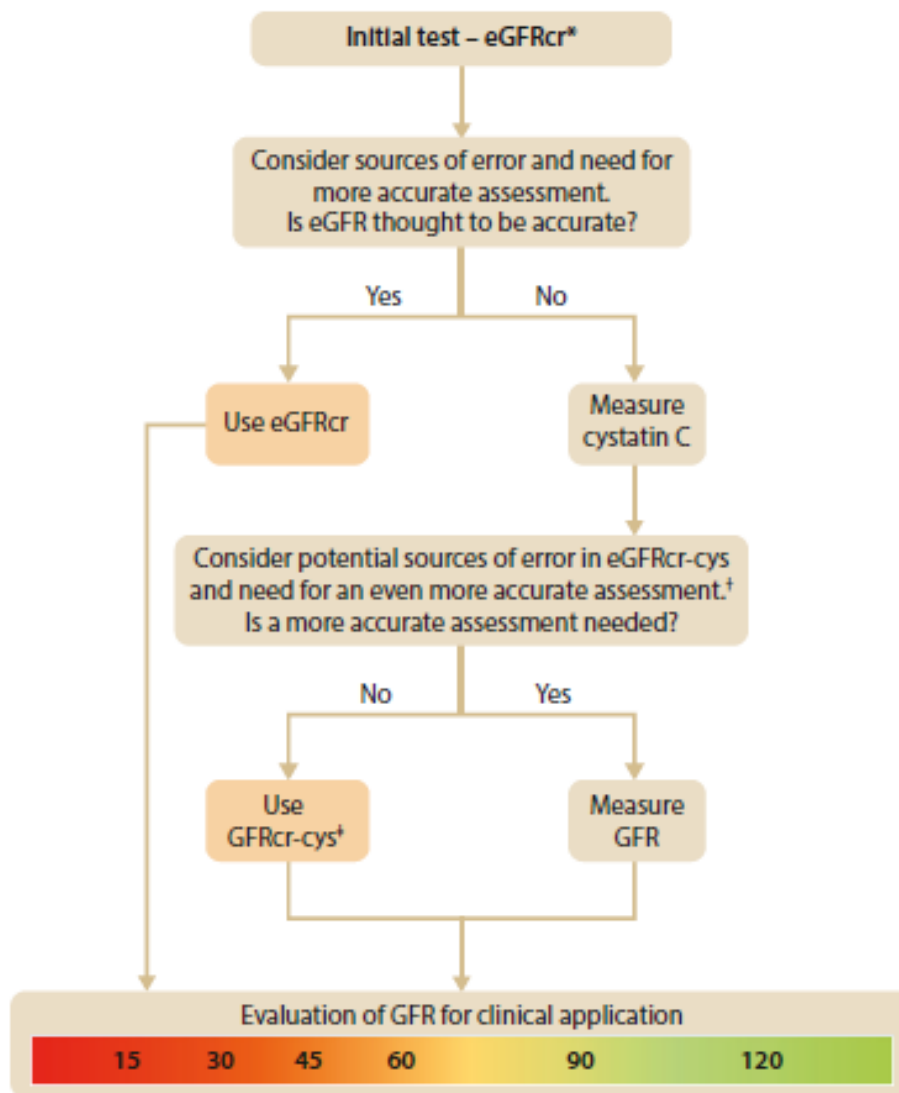 Initial test – eGFRcr*
Consider sources of error and need for
more accurate assessment.
Is eGFR thought to be accurate?
Yes
No
Use eGFRcr
Measure
cystatin C
Consider potential sources of error in eGFRcr-cys
and need for an even more accurate assessment.†
Is a more accurate assessment needed?
No
Yes
Use
GFRcr-cys‡
Measure
GFR
Evaluation of GFR for clinical application
15 30 45 60 90 120